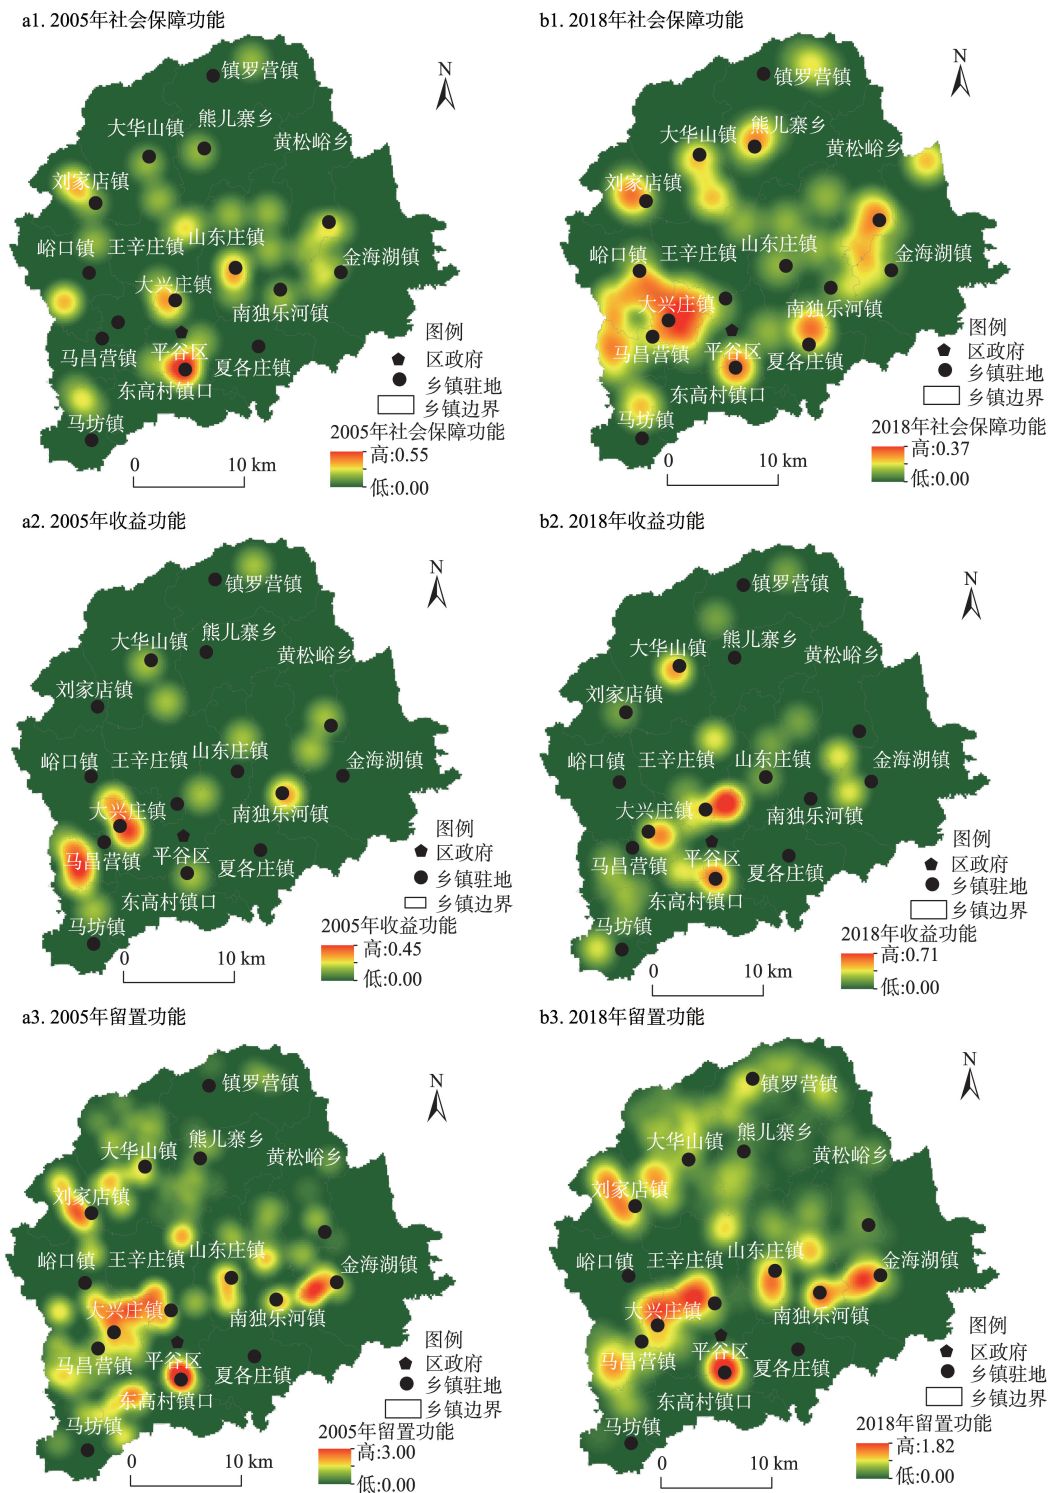 a1. 2005年社会保障功能
镇罗营镇
N
大华山镇
熊儿寨乡
黄松峪乡
刘家店镇
峪口镇
王辛庄镇
山东庄镇
金海湖镇
大兴庄镇
南独乐河镇
图例
马昌营镇
平谷区
夏各庄镇
区政府
乡镇驻地
东高村镇口
乡镇边界
马坊镇
2005年社会保障功能
高:0.55
低:0.00
0
10 km
b1. 2018年社会保障功能
镇罗营镇
N
大华山镇
熊儿寨乡
黄松峪乡
刘家店镇
峪口镇
王辛庄镇
山东庄镇
金海湖镇
大兴庄镇
南独乐河镇
图例
马昌营镇
平谷区
夏各庄镇
区政府
乡镇驻地
东高村镇口
乡镇边界
马坊镇
2018年社会保障功能
高:0.37
低:0.00
0
10 km
a2. 2005年收益功能
镇罗营镇
N
大华山镇
熊儿寨乡
黄松峪乡
刘家店镇
峪口镇
王辛庄镇
山东庄镇
金海湖镇
大兴庄镇
南独乐河镇
图例
马昌营镇
平谷区
夏各庄镇
区政府
乡镇驻地
东高村镇口
乡镇边界
马坊镇
2005年收益功能
高:0.45
低:0.00
0
10 km
b2. 2018年收益功能
镇罗营镇
N
大华山镇
熊儿寨乡
黄松峪乡
刘家店镇
峪口镇
王辛庄镇
山东庄镇
金海湖镇
大兴庄镇
南独乐河镇
图例
马昌营镇
平谷区
夏各庄镇
区政府
乡镇驻地
东高村镇口
乡镇边界
马坊镇
2018年收益功能
高:0.71
低:0.00
0
10 km
a3. 2005年留置功能
镇罗营镇
N
大华山镇
熊儿寨乡
黄松峪乡
刘家店镇
峪口镇
王辛庄镇
山东庄镇
金海湖镇
大兴庄镇
南独乐河镇
图例
马昌营镇
平谷区
夏各庄镇
区政府
乡镇驻地
东高村镇口
乡镇边界
马坊镇
2005年留置功能
高:3.00
低:0.00
0
10 km
b3. 2018年留置功能
镇罗营镇
N
大华山镇
熊儿寨乡
黄松峪乡
刘家店镇
峪口镇
王辛庄镇
山东庄镇
金海湖镇
大兴庄镇
南独乐河镇
图例
马昌营镇
平谷区
夏各庄镇
区政府
乡镇驻地
东高村镇口
乡镇边界
马坊镇
2018年留置功能
高:1.82
低:0.00
0
10 km